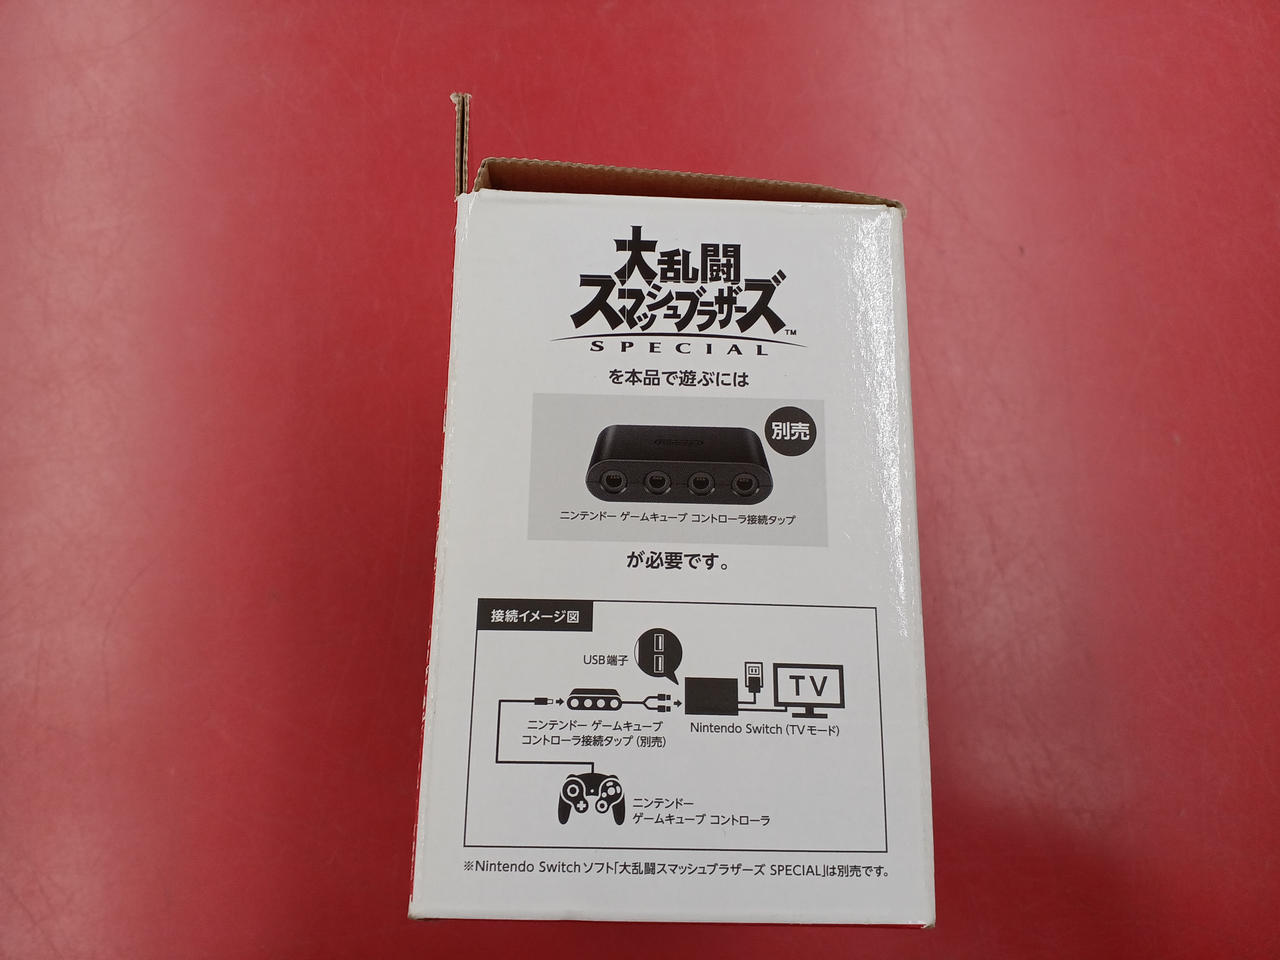 大乱闘
スマッシュブラザーズ™
SPECIAL
を本品で遊ぶには
別売
ニンテンドー ゲームキューブ コントローラ接続タップ
が必要です。
接続イメージ図
USB端子
TV
ニンテンドー ゲームキューブ
コントローラ接続タップ(別売)
Nintendo Switch(TVモード)
ニンテンドー
ゲームキューブ コントローラ
※Nintendo Switchソフト「大乱闘スマッシュブラザーズ SPECIAL」は別売です。